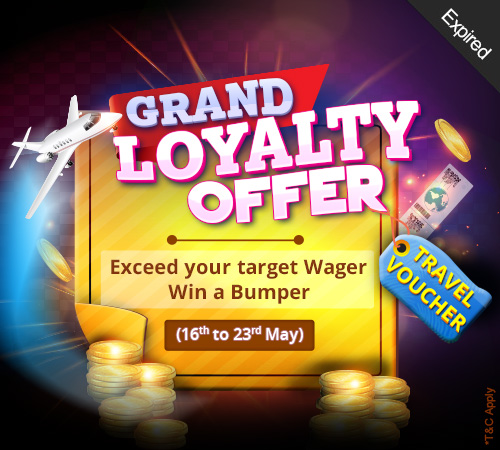 Expired
GRAND
LOYALTY
OFFER
Exceed your target Wager
Win a Bumper
(16th to 23rd May)
TRAVEL
VOUCHER
*T&C Apply